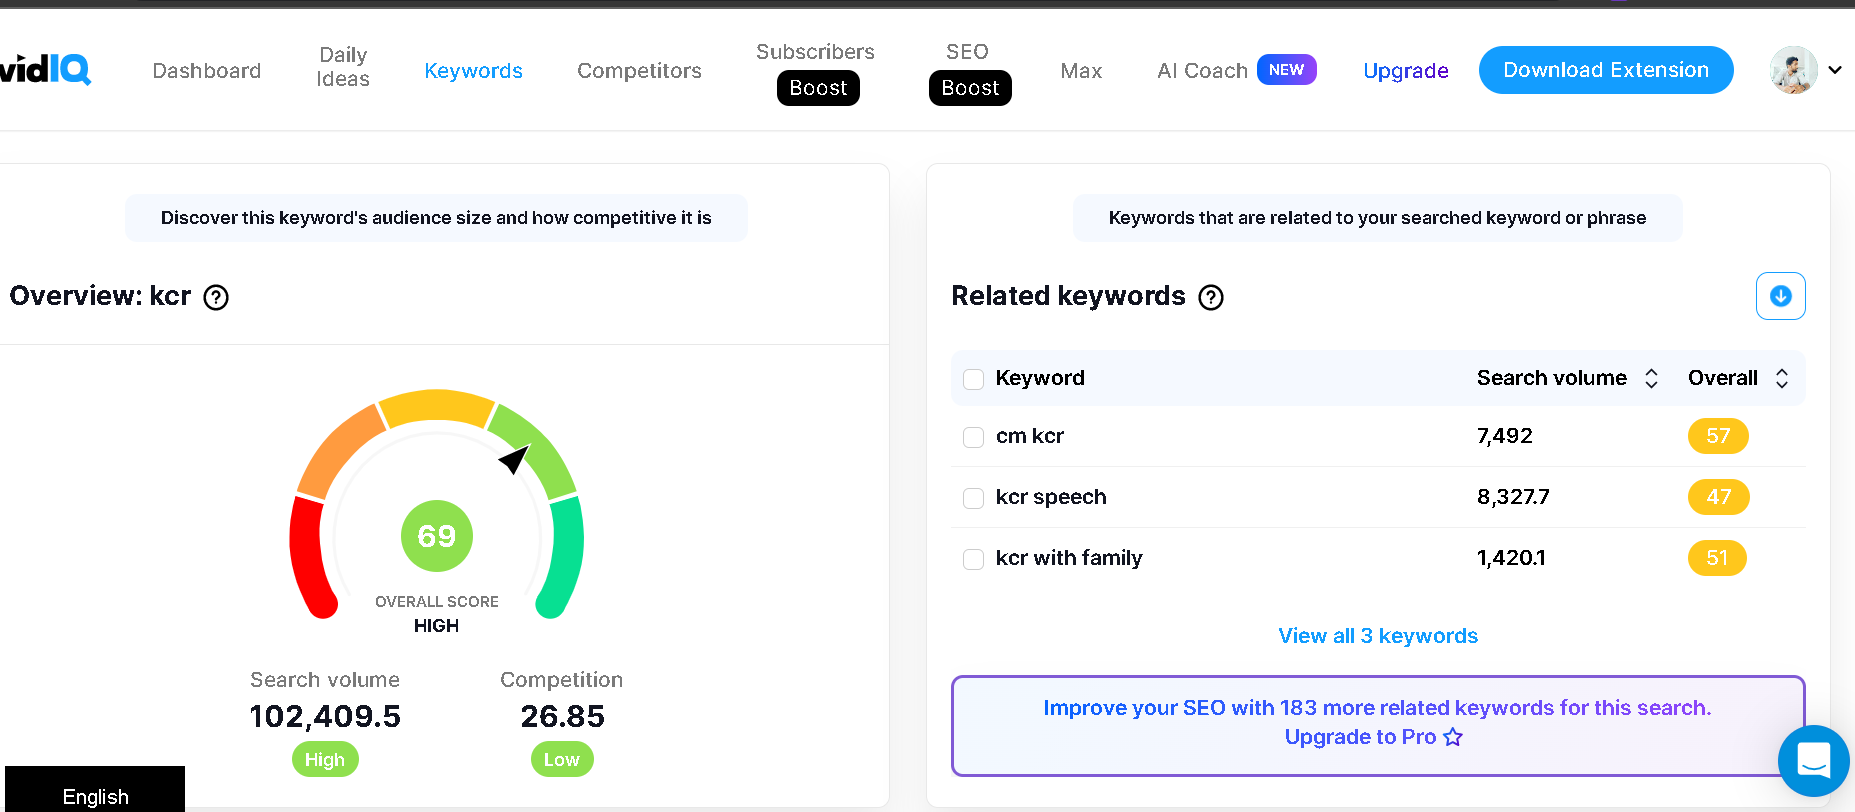 vidIQ
Dashboard
Daily
Ideas
Keywords
Competitors
Subscribers
Boost
SEO
Boost
Max
AI Coach NEW
Upgrade
Download Extension
Discover this keyword's audience size and how competitive it is
Overview: kcr
69
OVERALL SCORE
HIGH
Search volume
102,409.5
High
Competition
26.85
Low
English
Keywords that are related to your searched keyword or phrase
Related keywords
Keyword Search volume Overall
cm kcr 7,492 57
kcr speech 8,327.7 47
kcr with family 1,420.1 51
View all 3 keywords
Improve your SEO with 183 more related keywords for this search.
Upgrade to Pro